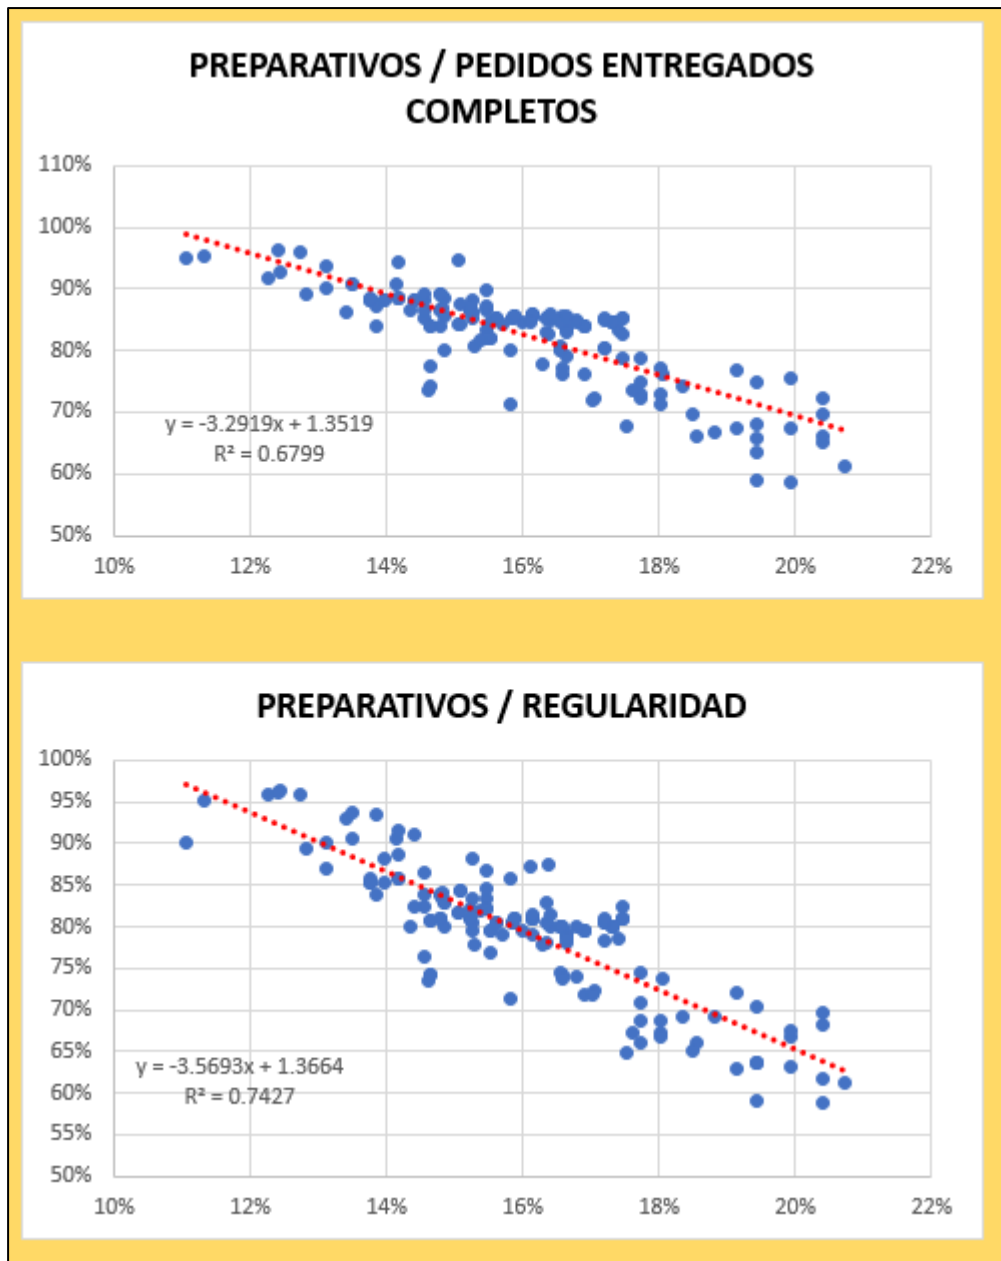 PREPARATIVOS / PEDIDOS ENTREGADOS
COMPLETOS
110%
100%
90%
80%
70%
60%
50%
y = -3.2919x + 1.3519
R² = 0.6799
10% 12% 14% 16% 18% 20% 22%
PREPARATIVOS / REGULARIDAD
100%
95%
90%
85%
80%
75%
70%
65%
60%
55%
50%
y = -3.5693x + 1.3664
R² = 0.7427
10% 12% 14% 16% 18% 20% 22%